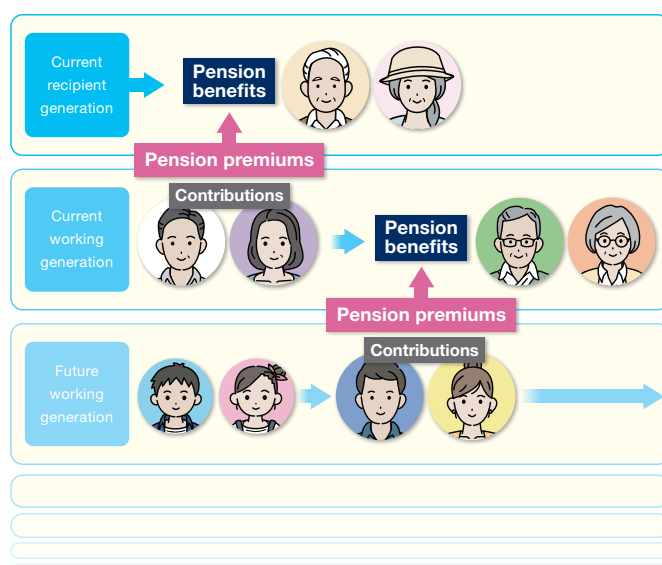 Current
recipient
generation
Pension
benefits
Pension premiums
Contributions
Current
working
generation
Pension
benefits
Pension premiums
Contributions
Future
working
generation